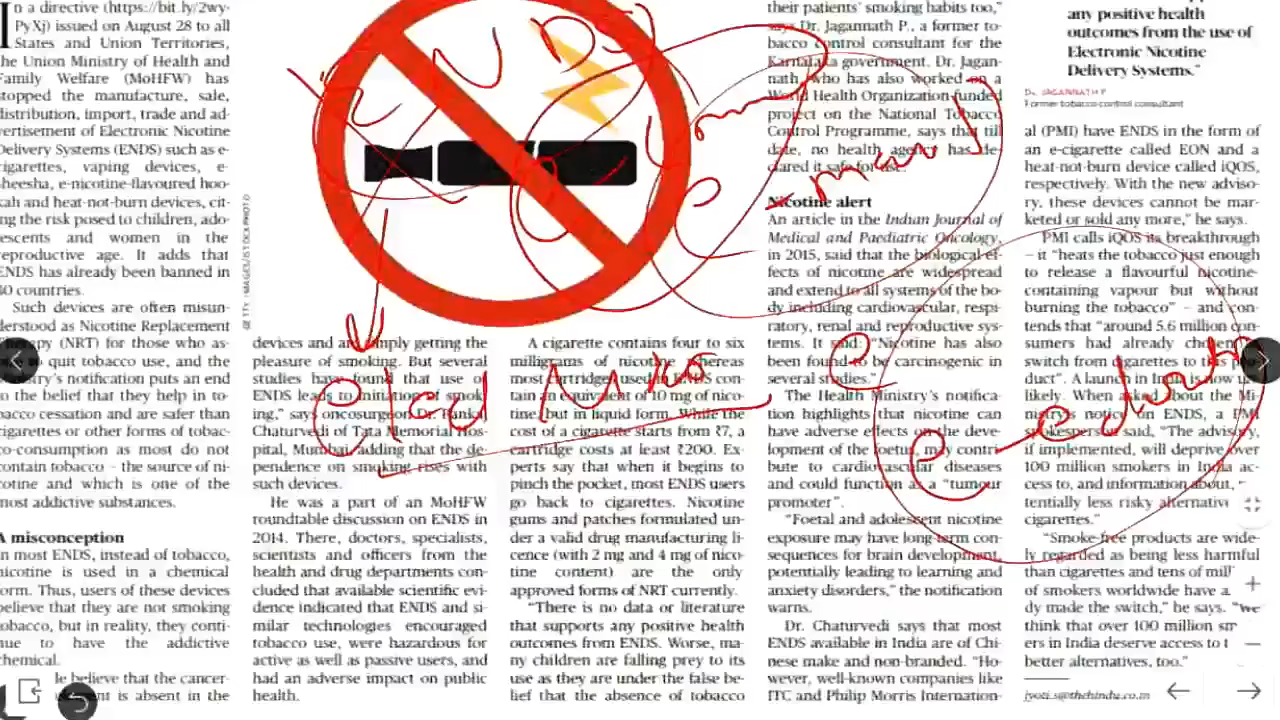 In a directive (https://bit.ly/2wy-
PyXj) issued on August 28 to all
States and Union Territories,
the Union Ministry of Health and
Family Welfare (MoHFW) has
stopped the manufacture, sale,
distribution, import, trade and ad-
vertisement of Electronic Nicotine
Delivery Systems (ENDS) such as e-
cigarettes, vaping devices, e-
sheesha, e-nicotine-flavoured hoo-
kah and heat-not-burn devices, cit-
ing the risk posed to children, ado-
lescents and women in the
reproductive age. It adds that
ENDS has already been banned in
30 countries.
Such devices are often misun-
derstood as Nicotine Replacement
(NRT) for those who as-
quit tobacco use, and the
notification puts an end
to the belief that they help in to-
bacco cessation and are safer than
cigarettes or other forms of tobac-
co-consumption as most do not
contain tobacco – the source of ni-
cotine and which is one of the
most addictive substances.
A misconception
In most ENDS, instead of tobacco,
nicotine is used in a chemical
form. Thus, users of these devices
believe that they are not smoking
tobacco, but in reality, they conti-
nue to have the addictive
chemical.
le believe that the cancer-
is absent in the
GETTY IMAGES/ISTOCKPHOTO
devices and are simply getting the
pleasure of smoking. But several
studies have found that use of
ENDS leads to initiation of smok-
ing," says oncosurgeon Dr. Pankaj
Chaturvedi of Tata Memorial Hos-
pital, Mumbai, adding that the de-
pendence on smoking rises with
such devices.
He was a part of an MoHFW
roundtable discussion on ENDS in
2014. There, doctors, specialists,
scientists and officers from the
health and drug departments con-
cluded that available scientific evi-
dence indicated that ENDS and si-
milar technologies encouraged
tobacco use, were hazardous for
active as well as passive users, and
had an adverse impact on public
health.
A cigarette contains four to six
milligrams of nicotine whereas
most cartridges used in ENDS con-
tain an equivalent of 10 mg of nico-
tine, but in liquid form. While the
cost of a cigarette starts from ₹7, a
cartridge costs at least ₹200. Ex-
perts say that when it begins to
pinch the pocket, most ENDS users
go back to cigarettes. Nicotine
gums and patches formulated un-
der a valid drug manufacturing li-
cence (with 2 mg and 4 mg of nico-
tine content) are the only
approved forms of NRT currently.
"There is no data or literature
that supports any positive health
outcomes from ENDS. Worse, ma-
ny children are falling prey to its
use as they are under the false be-
lief that the absence of tobacco
their patients' smoking habits too,"
says Dr. Jagannath P., a former to-
bacco control consultant for the
Karnataka government. Dr. Jagan-
nath, who has also worked on a
World Health Organization-funded
project on the National Tobacco
Control Programme, says that till
date, no health agency has de-
clared it safe for use.
Nicotine alert
An article in the Indian Journal of
Medical and Paediatric Oncology,
in 2015, said that the biological ef-
fects of nicotine are widespread
and extend to all systems of the bo-
dy including cardiovascular, respi-
ratory, renal and reproductive sys-
tems. It said: "Nicotine has also
been found to be carcinogenic in
several studies."
The Health Ministry's notifica-
tion highlights that nicotine can
have adverse effects on the deve-
lopment of the foetus, may contri-
bute to cardiovascular diseases
and could function as a "tumour
promoter".
"Foetal and adolescent nicotine
exposure may have long-term con-
sequences for brain development,
potentially leading to learning and
anxiety disorders," the notification
warns.
Dr. Chaturvedi says that most
ENDS available in India are of Chi-
nese make and non-branded. "Ho-
wever, well-known companies like
ITC and Philip Morris Internation-
any positive health
outcomes from the use of
Electronic Nicotine
Delivery Systems."
Dr. JAGANNATH P
Former tobacco control consultant
al (PMI) have ENDS in the form of
an e-cigarette called EON and a
heat-not-burn device called iQOS,
respectively. With the new adviso-
ry, these devices cannot be mar-
keted or sold any more," he says.
PMI calls iQOS its breakthrough
– it "heats the tobacco just enough
to release a flavourful nicotine-
containing vapour but without
burning the tobacco" – and con-
tends that "around 5.6 million con-
sumers had already chosen
switch from cigarettes to this pro-
duct". A launch in India is now un-
likely. When asked about the Mi-
nistry's notice on ENDS, a PMI
spokesperson said, "The advisory,
if implemented, will deprive over
100 million smokers in India ac-
cess to, and information about,
tentially less risky alternative
cigarettes."
"Smoke-free products are wide-
ly regarded as being less harmful
than cigarettes and tens of mill
of smokers worldwide have a
dy made the switch," he says. "We
think that over 100 million sm
ers in India deserve access to t
better alternatives, too."
jyoti.s@thehindu.co.in